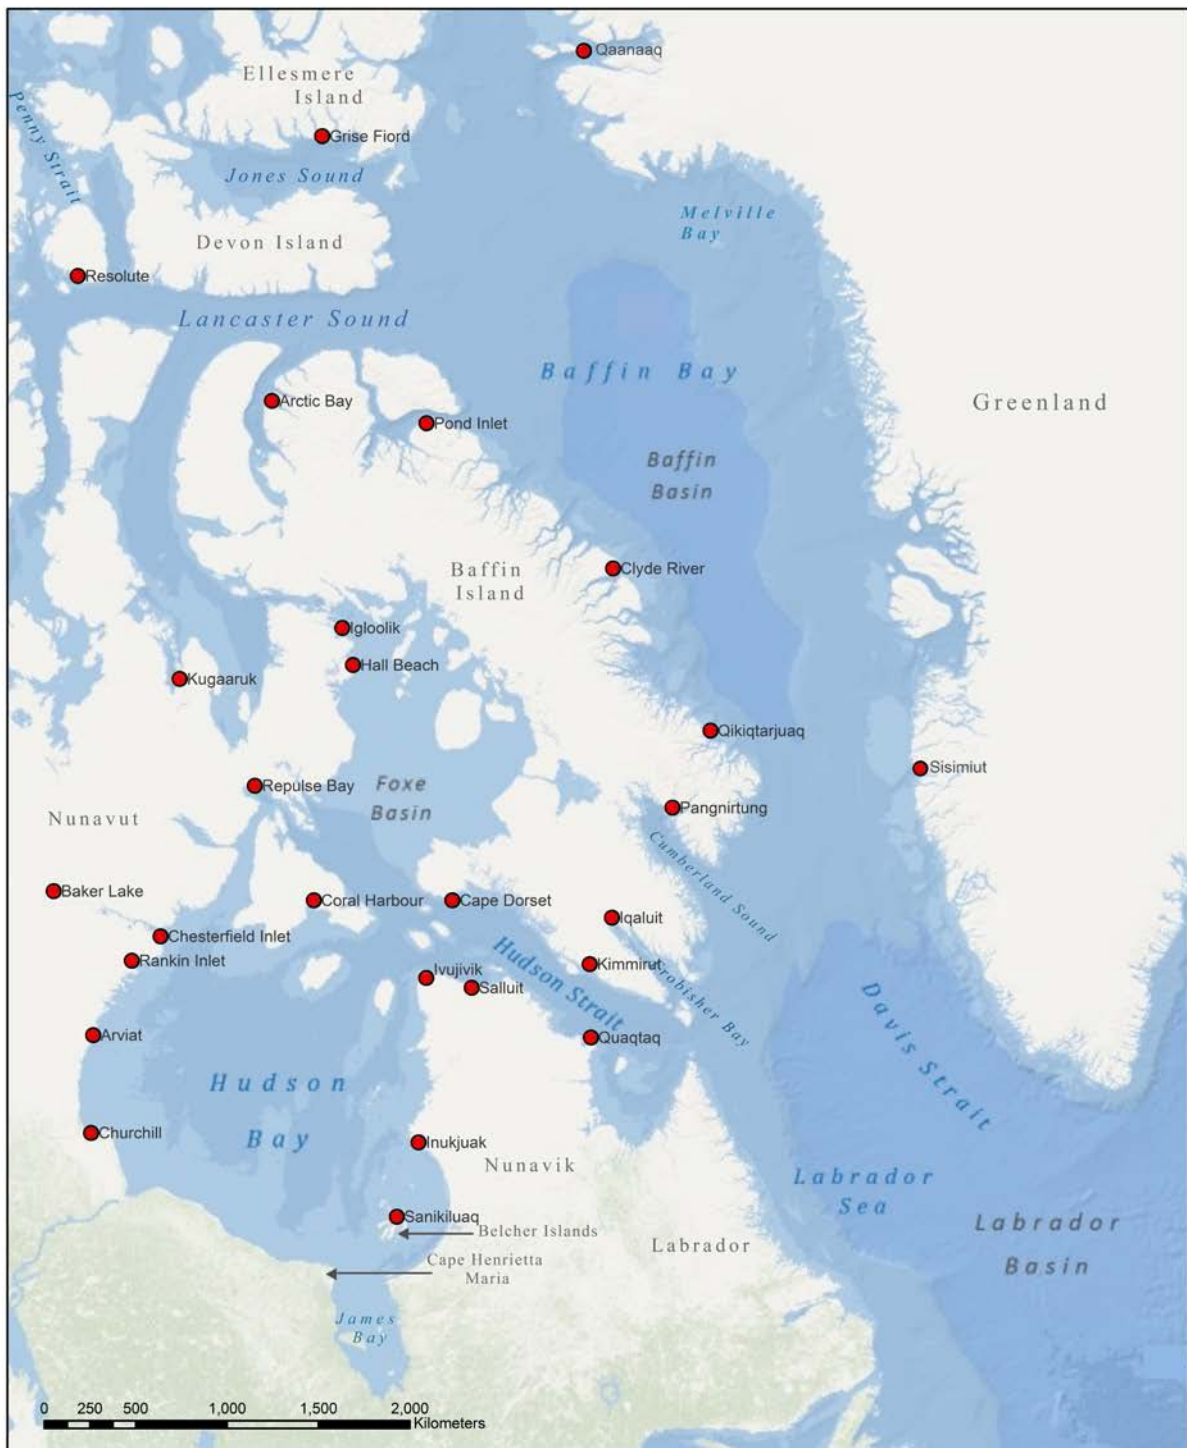 Qaanaaq
Ellesmere
Island
Penny Strait
Grise Fiord
Jones Sound
Melville
Bay
Devon Island
Resolute
Lancaster Sound
Baffin Bay
Arctic Bay
Greenland
Pond Inlet
Baffin
Basin
Clyde River
Baffin
Island
Igloolik
Hall Beach
Kugaaruk
Qikiqtarjuaq
Sisimiut
Repulse Bay
Foxe
Basin
Pangnirtung
Nunavut
Cumberland Sound
Baker Lake
Coral Harbour
Cape Dorset
Iqaluit
Chesterfield Inlet
Rankin Inlet
Hudson Strait
Kimmirut
Frobisher Bay
Ivujivik
Salluit
Davis Strait
Arviat
Quaqtaq
Hudson
Bay
Churchill
Inukjuak
Nunavik
Labrador
Sea
Sanikiluaq
Belcher Islands
Labrador
Labrador
Basin
Cape Henrietta
Maria
James
Bay
0 250 500 1,000 1,500 2,000
Kilometers